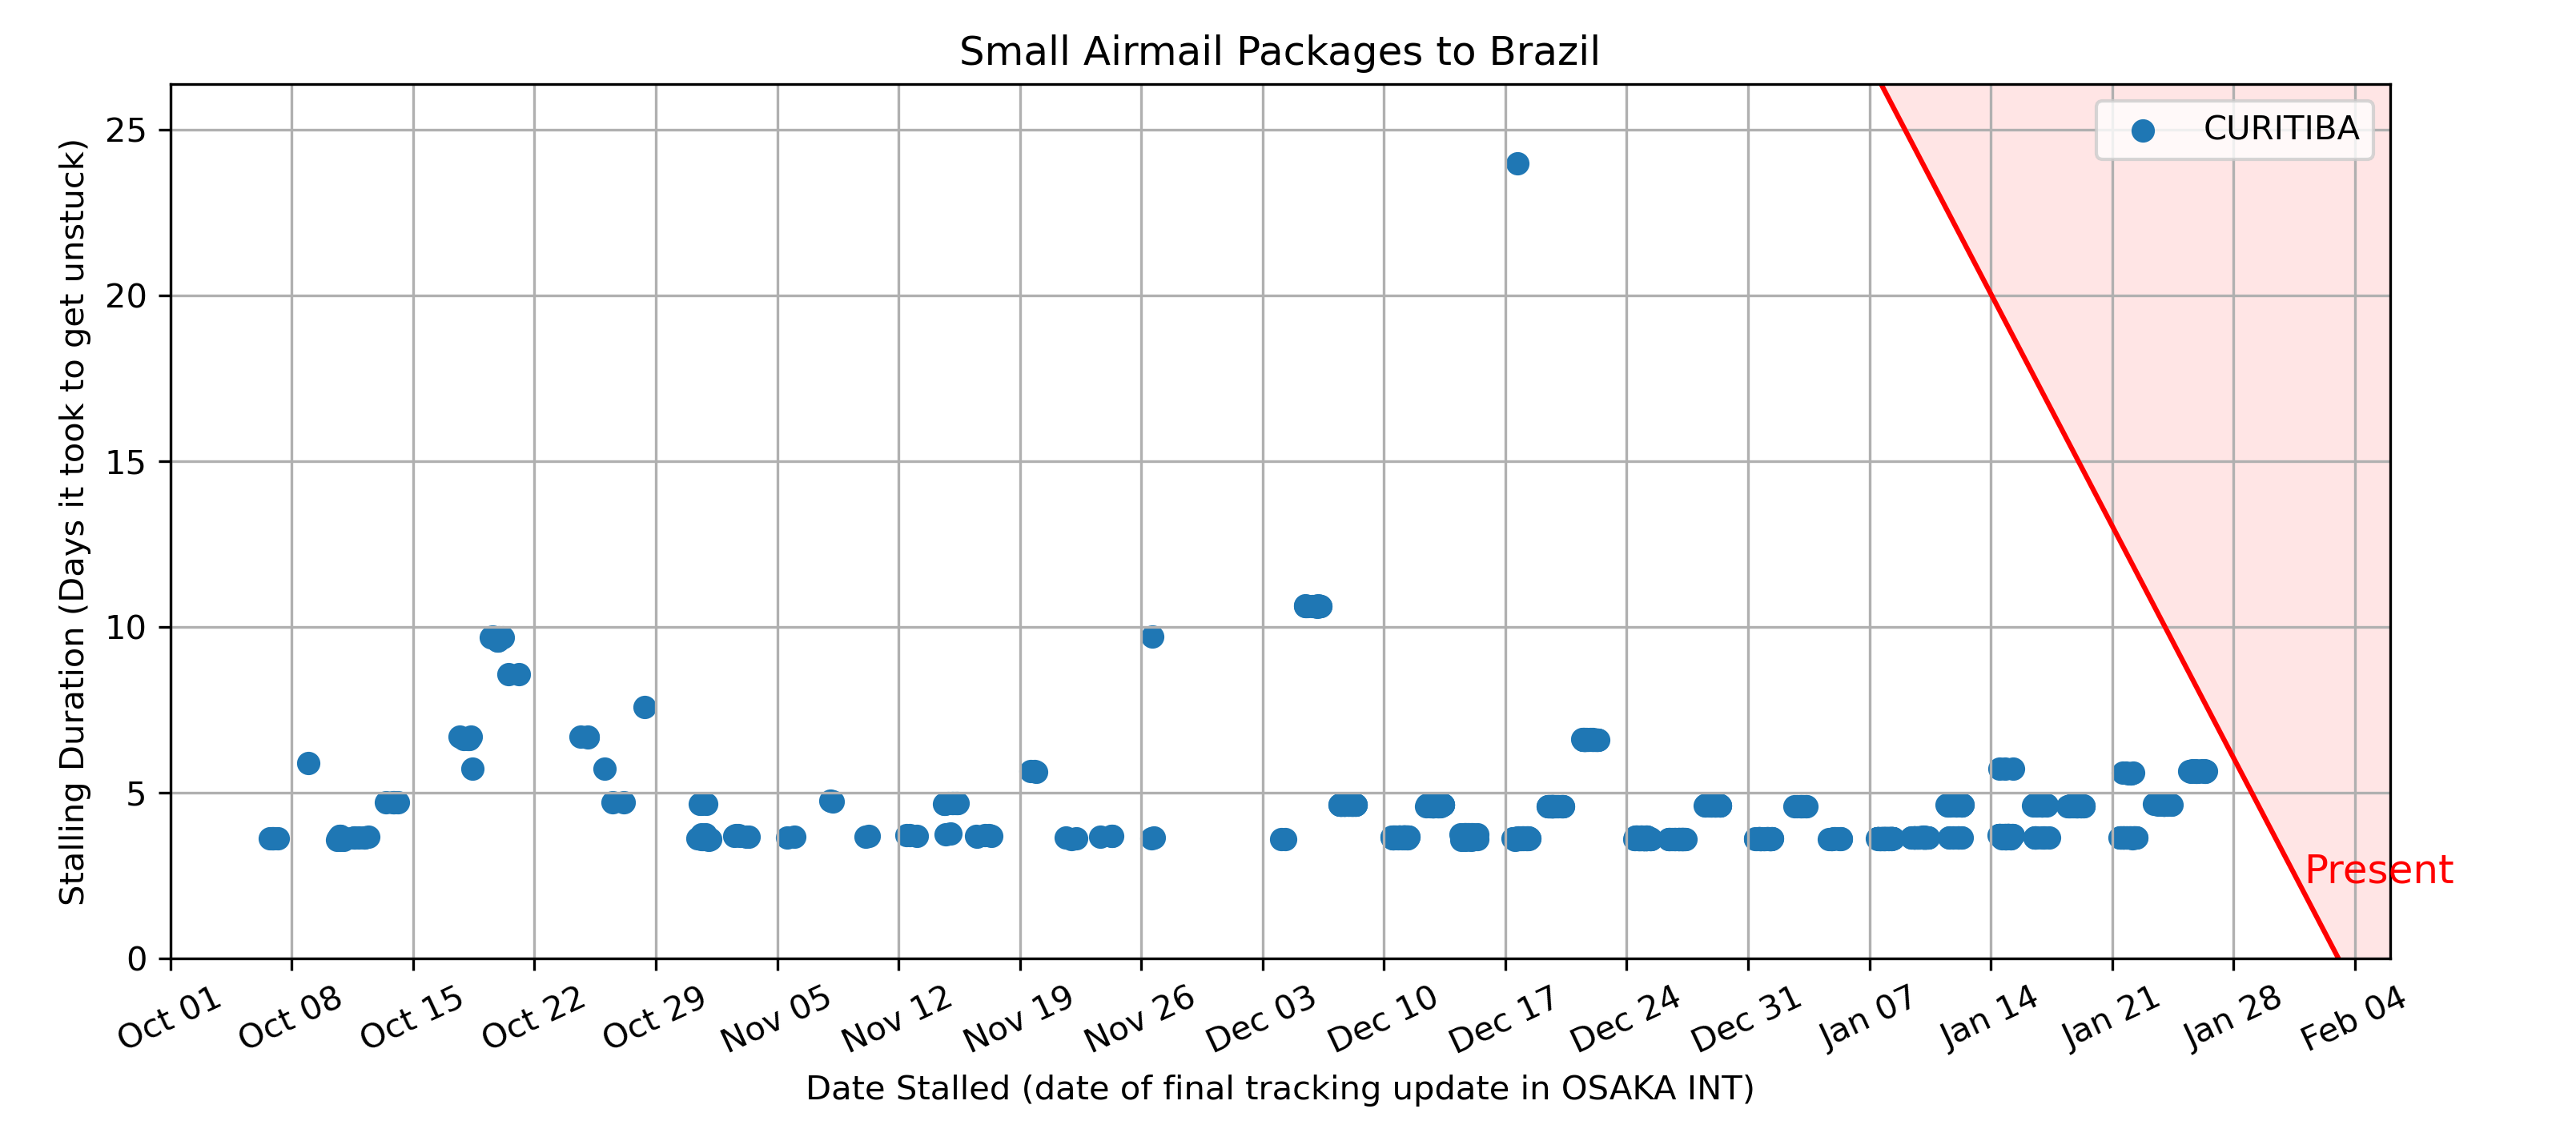 Small Airmail Packages to Brazil
CURITIBA
25
20
15
10
5
0
Stalling Duration (Days it took to get unstuck)
Present
Oct 01
Oct 08
Oct 15
Oct 22
Oct 29
Nov 05
Nov 12
Nov 19
Nov 26
Dec 03
Dec 10
Dec 17
Dec 24
Dec 31
Jan 07
Jan 14
Jan 21
Jan 28
Feb 04
Date Stalled (date of final tracking update in OSAKA INT)